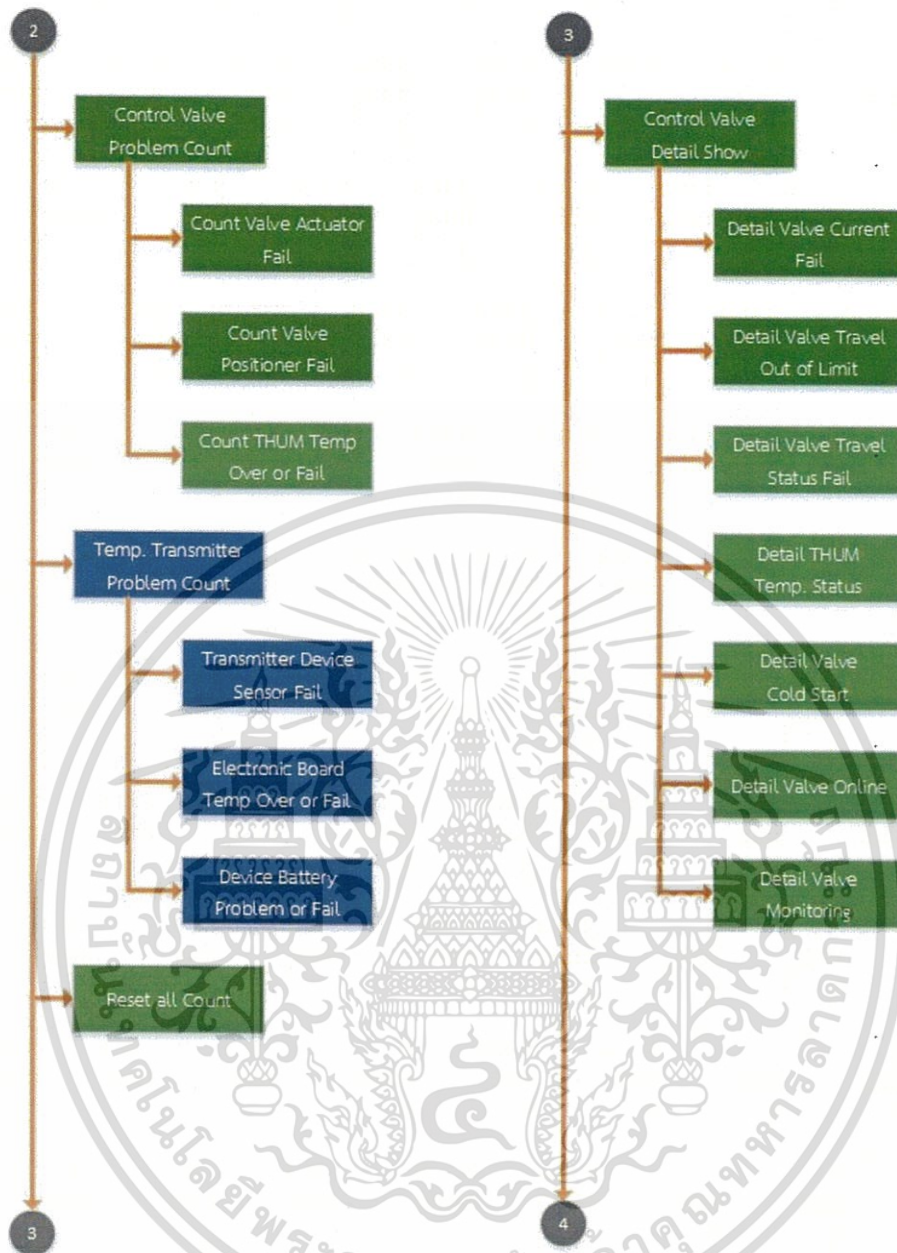 2
Control Valve
Problem Count
Count Valve Actuator
Fail
Count Valve
Positioner Fail
Count THUM Temp
Over or Fail
Temp. Transmitter
Problem Count
Transmitter Device
Sensor Fail
Electronic Board
Temp Over or Fail
Device Battery
Problem or Fail
Reset all Count
3
3
Control Valve
Detail Show
Detail Valve Current
Fail
Detail Valve Travel
Out of Limit
Detail Valve Travel
Status Fail
Detail THUM
Temp. Status
Detail Valve
Cold Start
Detail Valve Online
Detail Valve
Monitoring
4